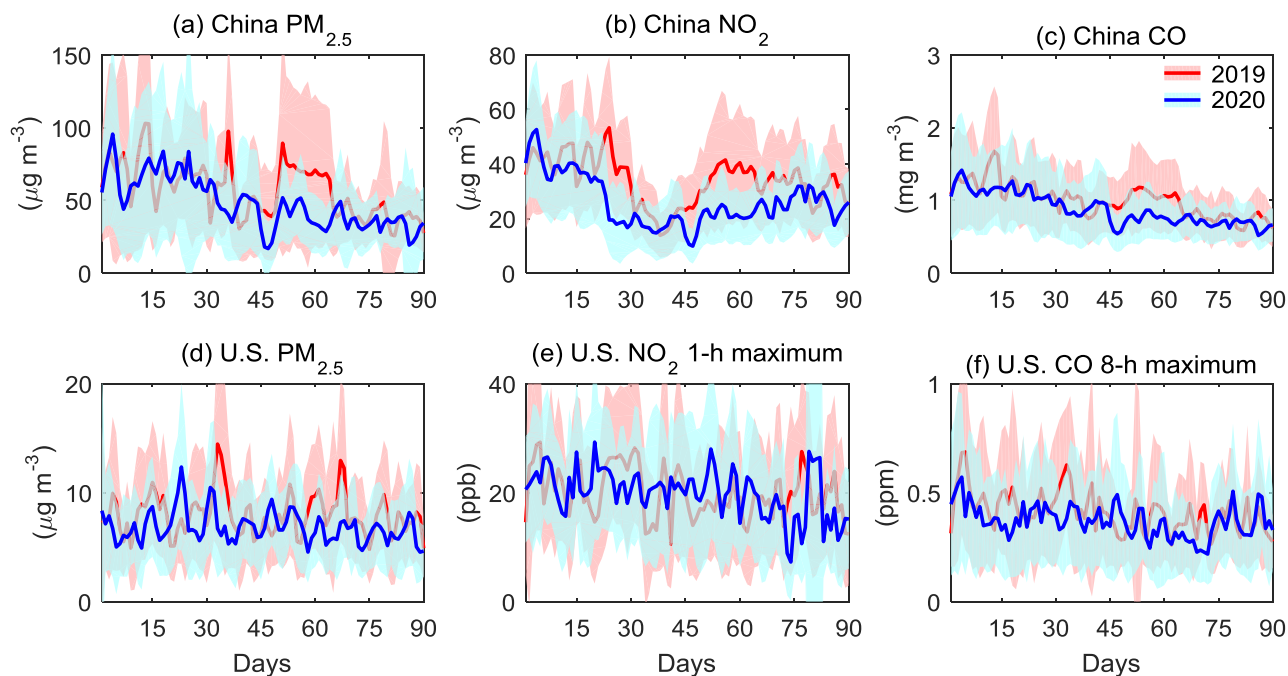 (a) China PM2.5
(b) China NO2
(c) China CO
150
100
50
0
(μg m-3)
15 30 45 60 75 90
80
60
40
20
0
(μg m-3)
15 30 45 60 75 90
3
2
1
0
(mg m-3)
15 30 45 60 75 90
2019
2020
(d) U.S. PM2.5
(e) U.S. NO2 1-h maximum
(f) U.S. CO 8-h maximum
20
10
0
(μg m-3)
15 30 45 60 75 90
Days
40
20
0
(ppb)
15 30 45 60 75 90
Days
1
0.5
0
(ppm)
15 30 45 60 75 90
Days